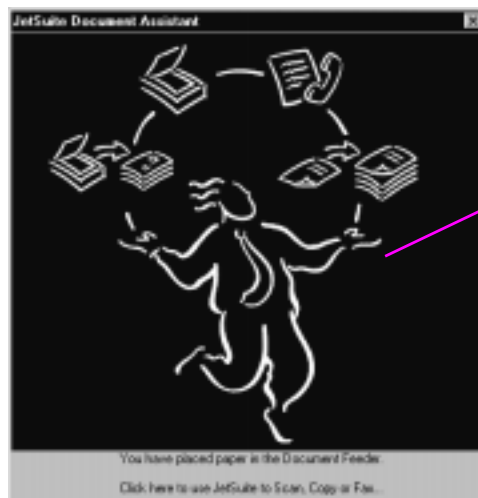 JetSuite Document Assistant
You have placed paper in the Document Feeder.
Click here to use JetSuite to Scan, Copy or Fax...